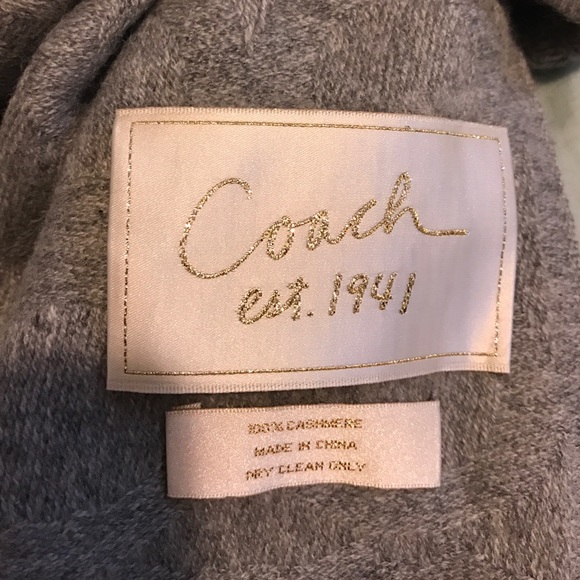 Coach
est. 1941
100% CASHMERE
MADE IN CHINA
DRY CLEAN ONLY